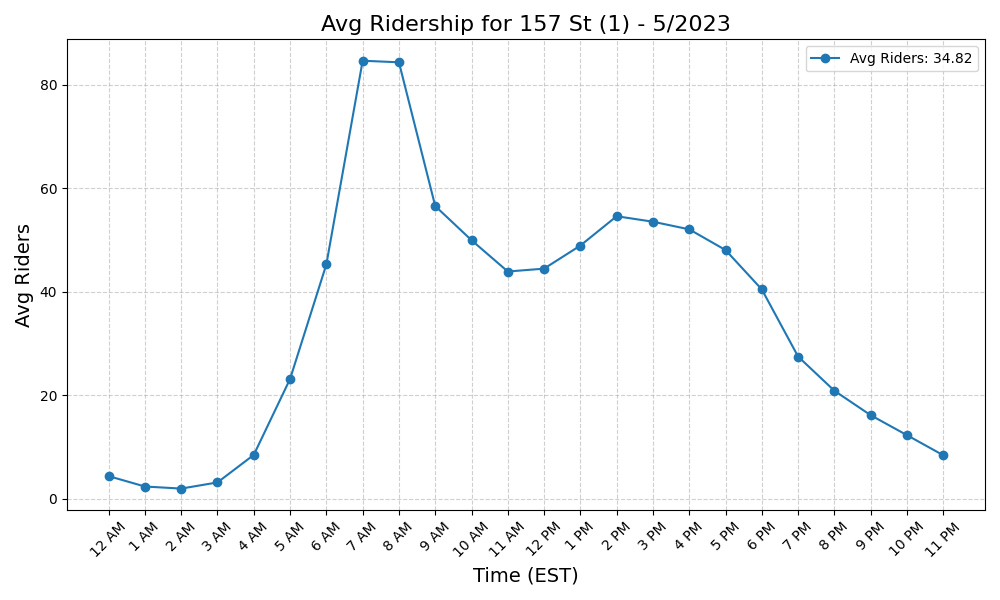 Avg Ridership for 157 St (1) - 5/2023
Avg Riders: 34.82
Avg Riders
80
60
40
20
0
12 AM
1 AM
2 AM
3 AM
4 AM
5 AM
6 AM
7 AM
8 AM
9 AM
10 AM
11 AM
12 PM
1 PM
2 PM
3 PM
4 PM
5 PM
6 PM
7 PM
8 PM
9 PM
10 PM
11 PM
Time (EST)